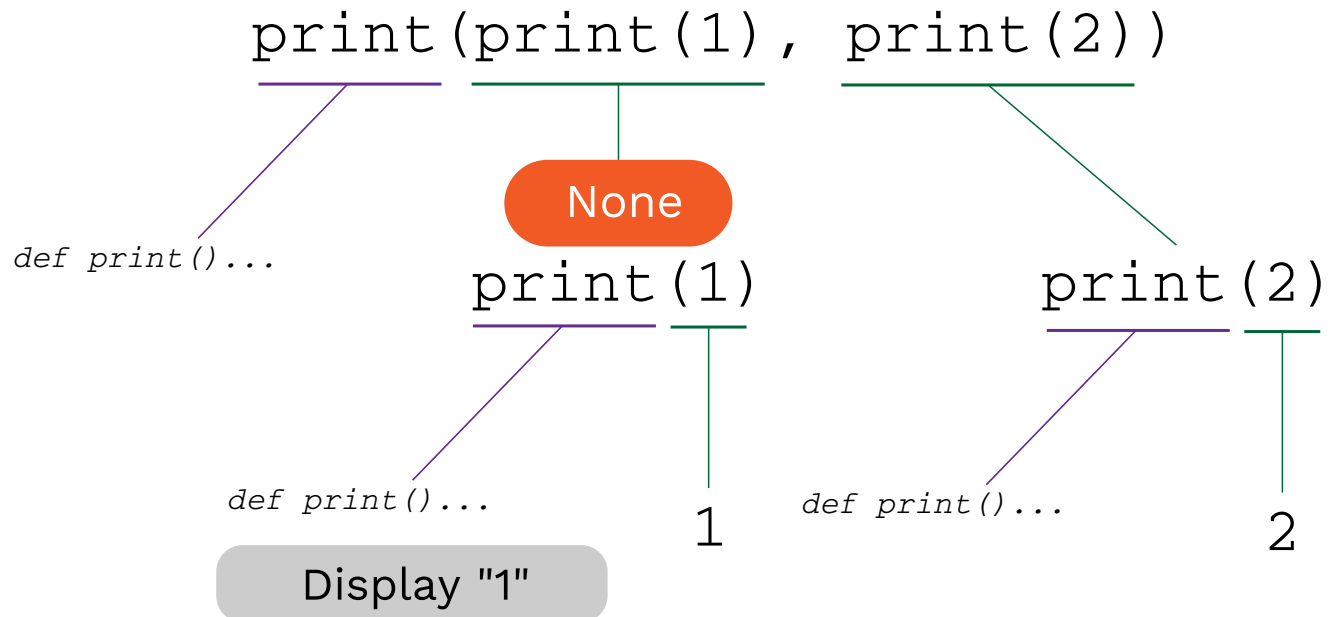 print(print(1), print(2))
None
def print()...
print(1)
print(2)
def print()...
def print()...
1
2
Display "1"